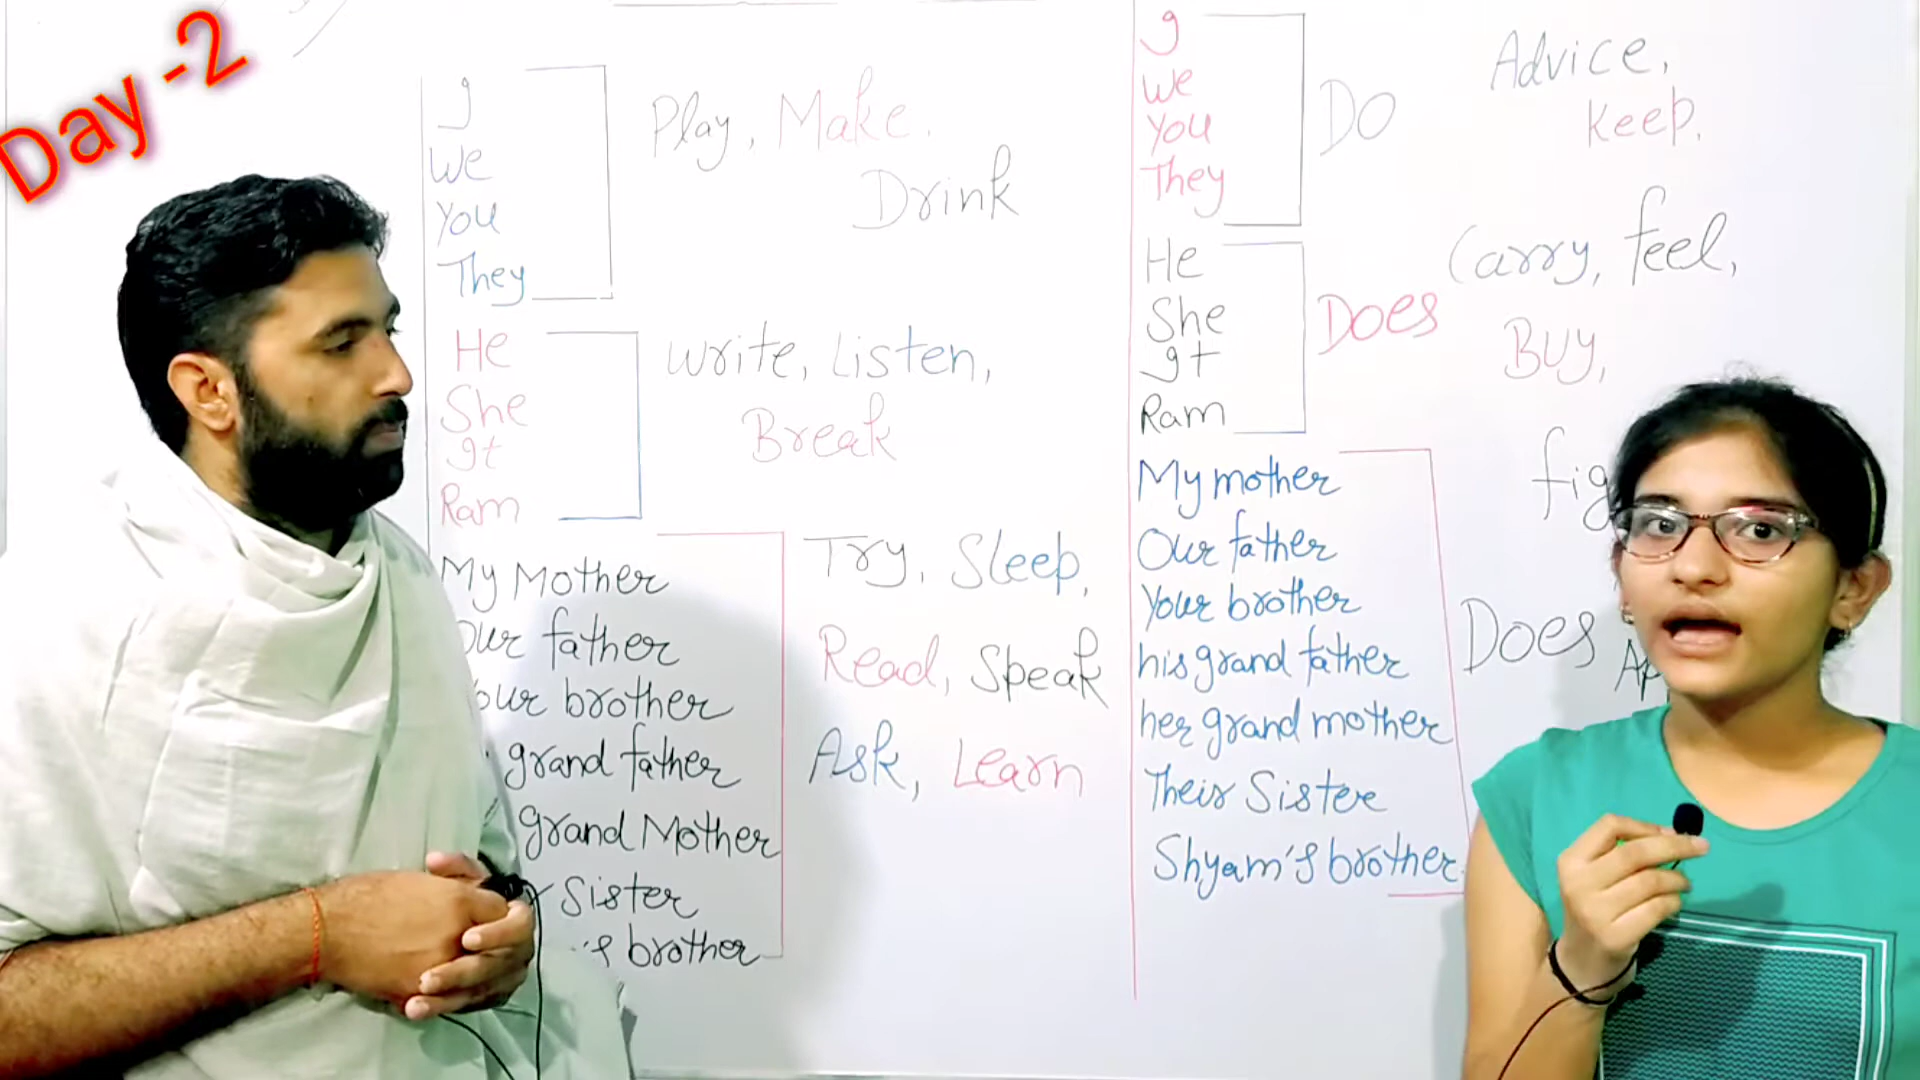 Day -2
I
We
You
They
Play, Make.
Drink
He
She
It
Ram
Write, Listen,
Break
My Mother
Our father
your brother
grand father
grand Mother
Sister
's brother
Try, Sleep,
Read, Speak
Ask, Learn
I
We
You
They
DO
Advice,
Keep.
He
She
It
Ram
Does
Carry, feel,
Buy,
My mother
Our father
Your brother
his grand father
her grand mother
Their Sister
Shyam's brother
Does